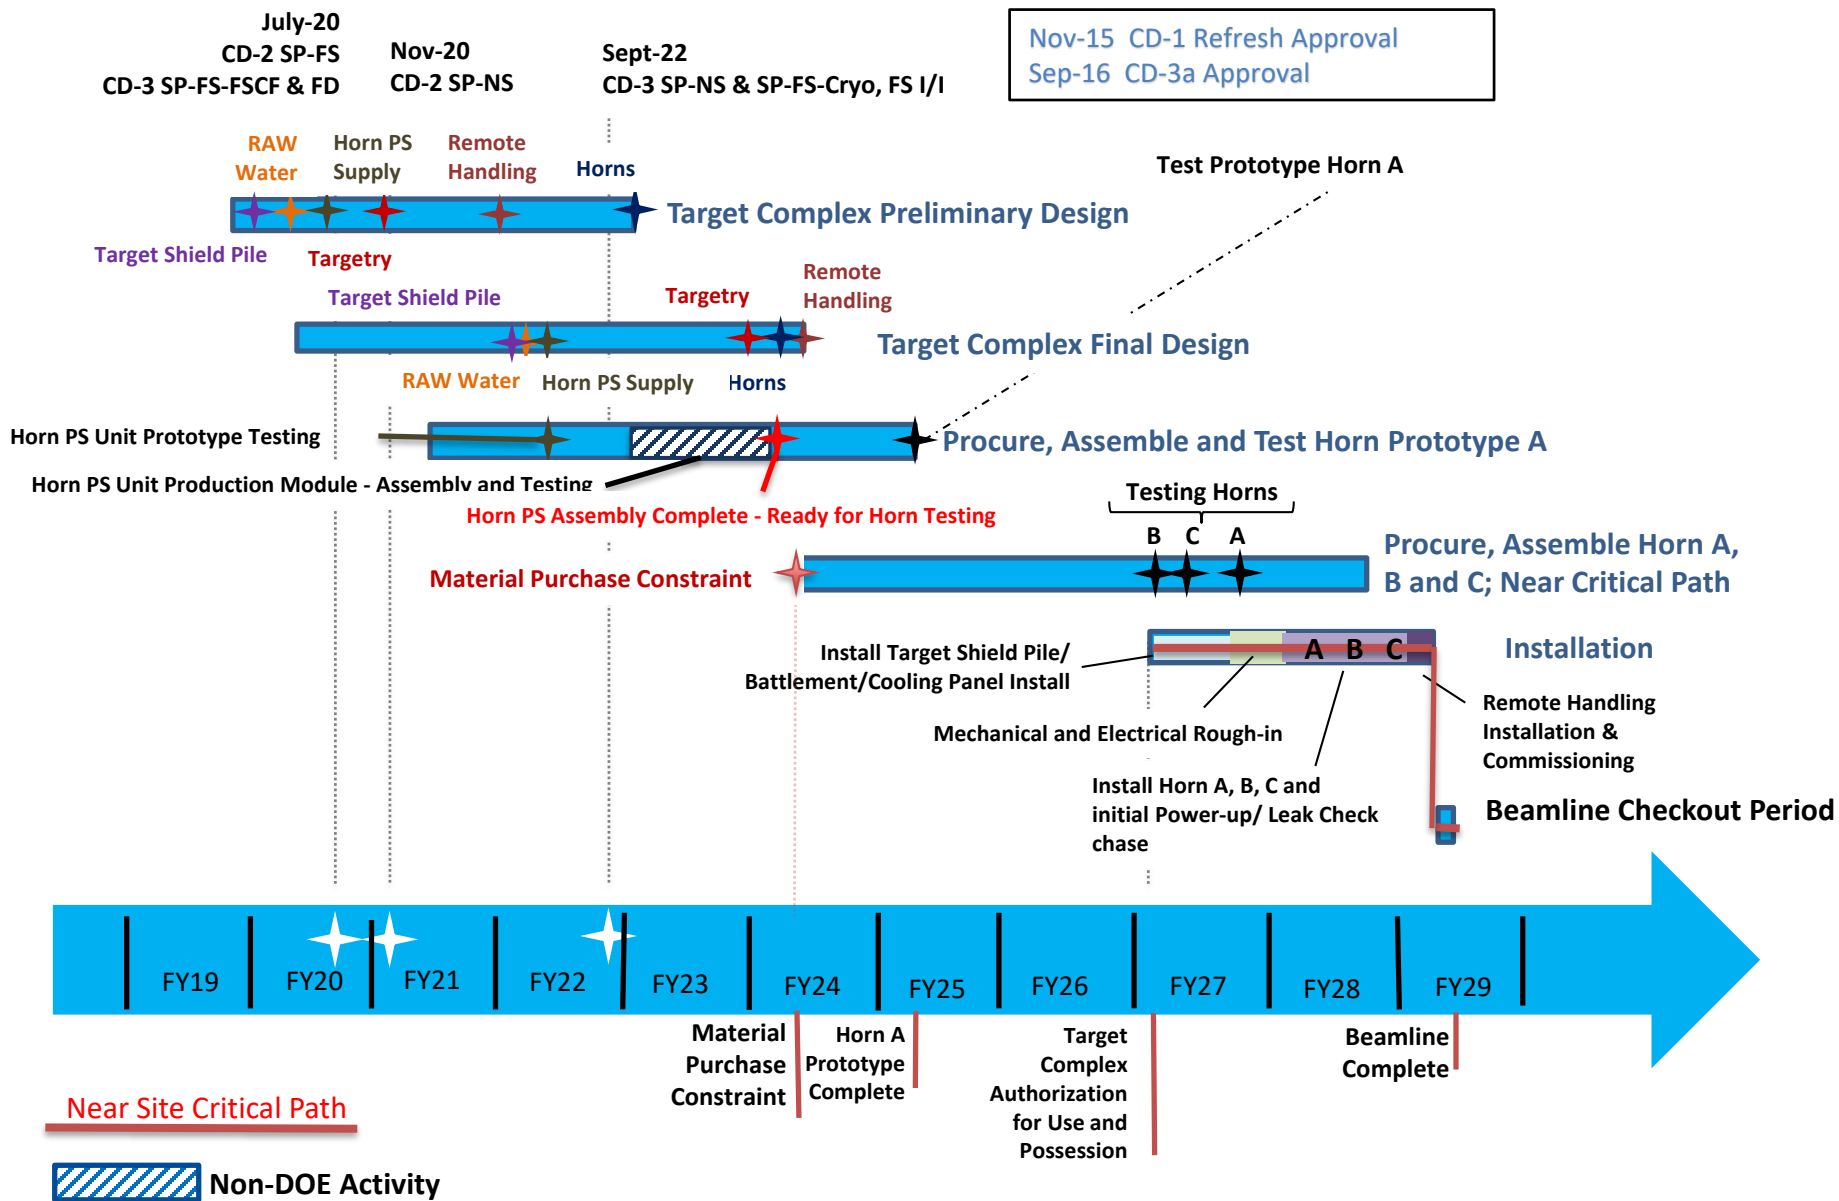 July-20
CD-2 SP-FS
CD-3 SP-FS-FSCF & FD
Nov-20
CD-2 SP-NS
Sept-22
CD-3 SP-NS & SP-FS-Cryo, FS I/I
Nov-15 CD-1 Refresh Approval
Sep-16 CD-3a Approval
RAW
Water
Horn PS
Supply
Remote
Handling
Horns
Test Prototype Horn A
Target Complex Preliminary Design
Target Shield Pile
Targetry
Target Shield Pile
Targetry
Remote
Handling
Target Complex Final Design
RAW Water
Horn PS Supply
Horns
Horn PS Unit Prototype Testing
Procure, Assemble and Test Horn Prototype A
Horn PS Unit Production Module - Assembly and Testing
Horn PS Assembly Complete - Ready for Horn Testing
Testing Horns
B C A
Material Purchase Constraint
Procure, Assemble Horn A,
B and C; Near Critical Path
A B C
Installation
Install Target Shield Pile/
Battlement/Cooling Panel Install
Mechanical and Electrical Rough-in
Remote Handling
Installation &
Commissioning
Install Horn A, B, C and
initial Power-up/ Leak Check
chase
Beamline Checkout Period
FY19 FY20 FY21 FY22 FY23 FY24 FY25 FY26 FY27 FY28 FY29
Material
Purchase
Constraint
Horn A
Prototype
Complete
Target
Complex
Authorization
for Use and
Possession
Beamline
Complete
Near Site Critical Path
Non-DOE Activity